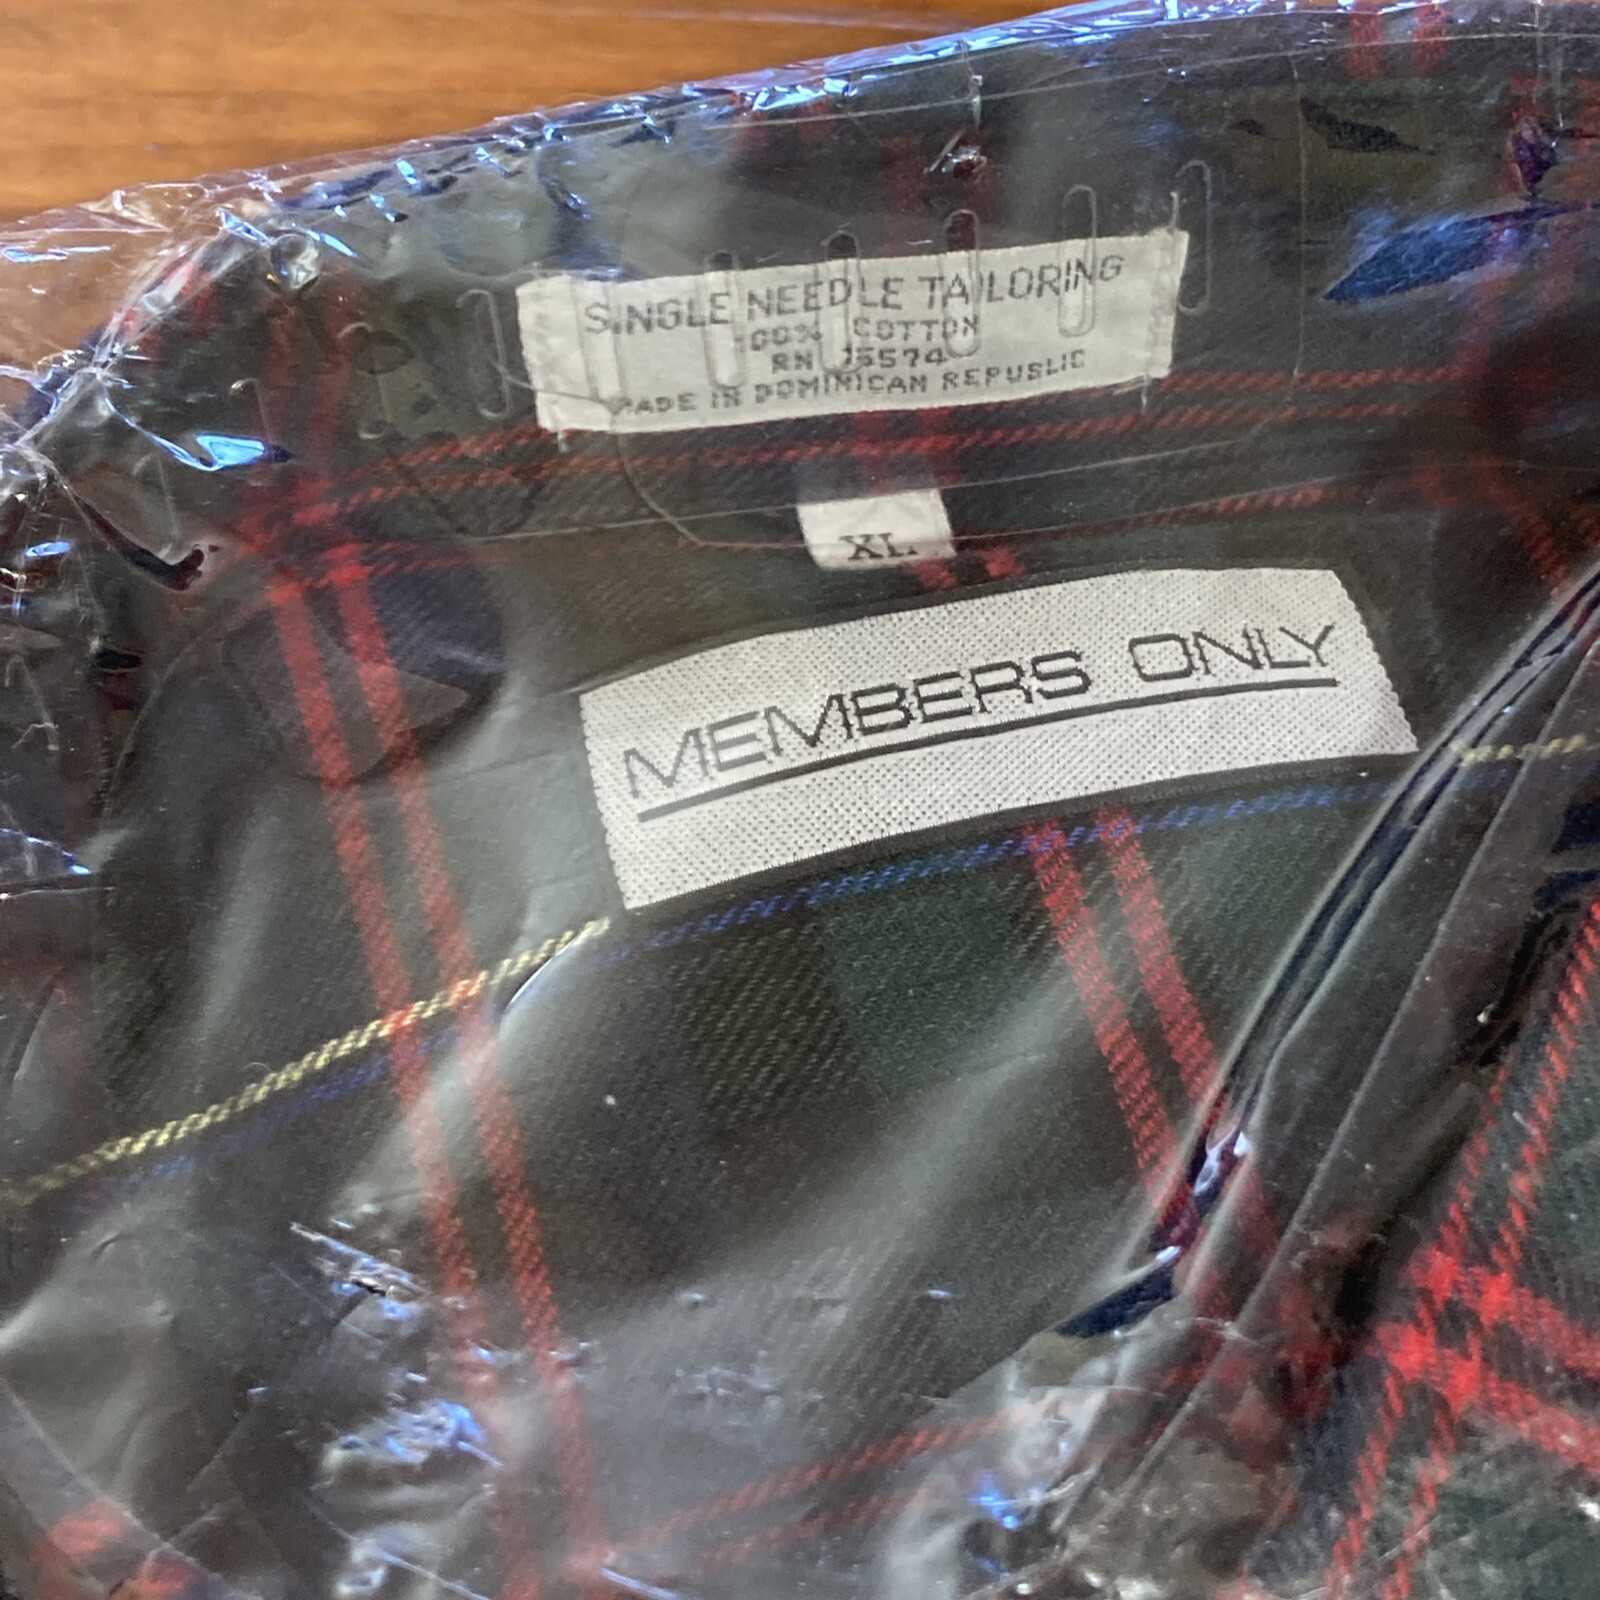 SINGLE NEEDLE TAILORING
100% COTTON
RN 15574
MADE IN DOMINICAN REPUBLIC
XL
MEMBERS ONLY